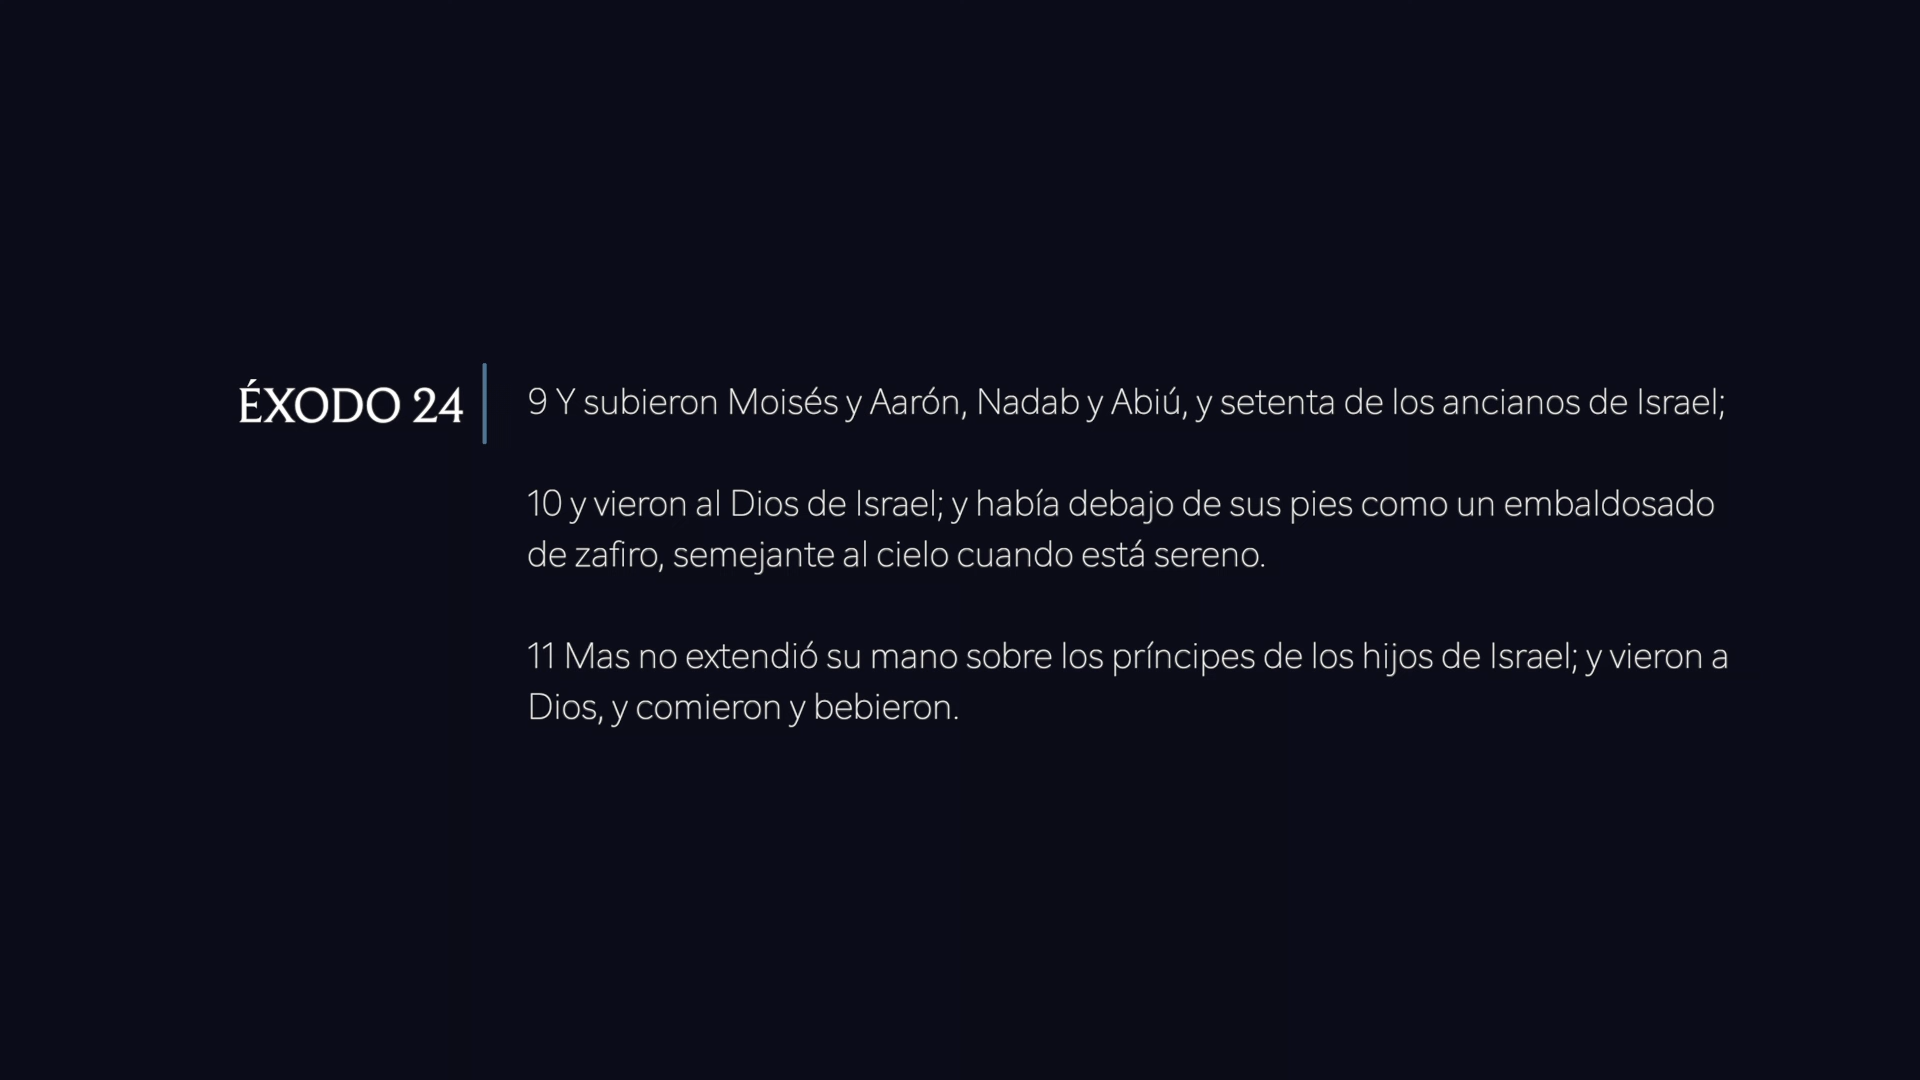 ÉXODO 24
9 Y subieron Moisés y Aarón, Nadab y Abiú, y setenta de los ancianos de Israel;
10 y vieron al Dios de Israel; y había debajo de sus pies como un embaldosado
de zafiro, semejante al cielo cuando está sereno.
11 Mas no extendió su mano sobre los príncipes de los hijos de Israel; y vieron a
Dios, y comieron y bebieron.